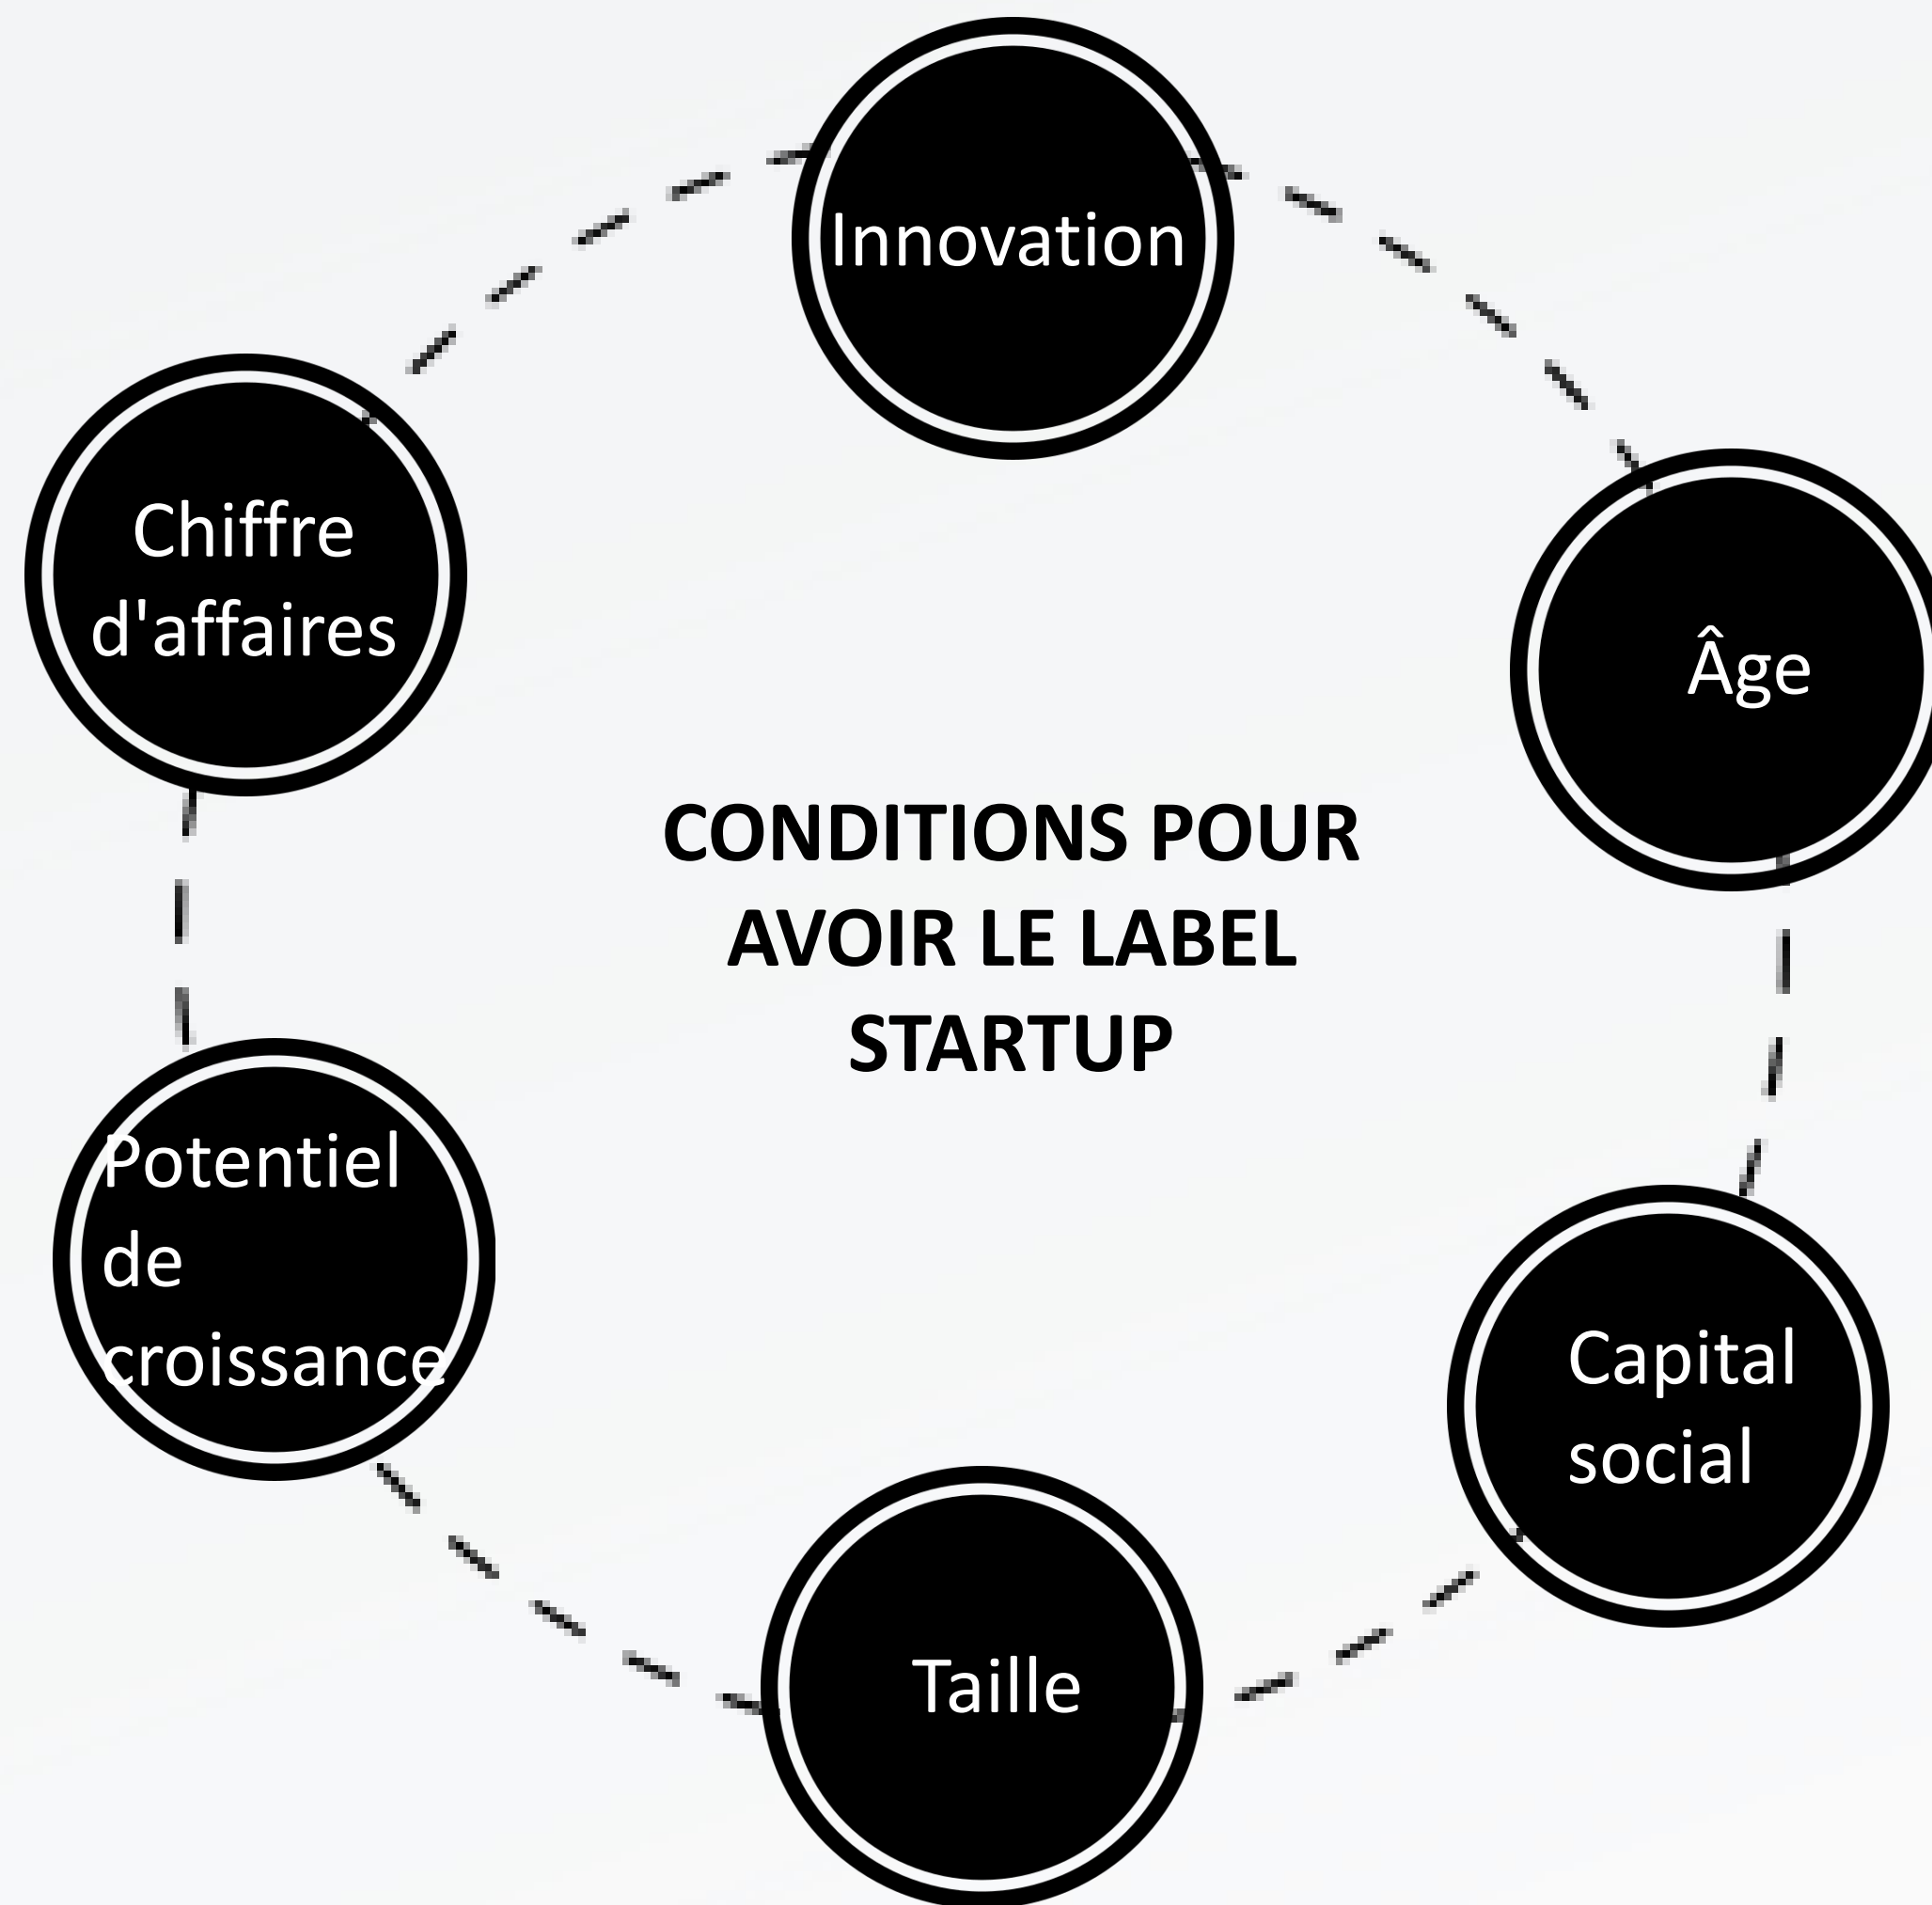 Innovation
Chiffre
d'affaires
Âge
CONDITIONS POUR
AVOIR LE LABEL
STARTUP
Potentiel
de
croissance
Capital
social
Taille